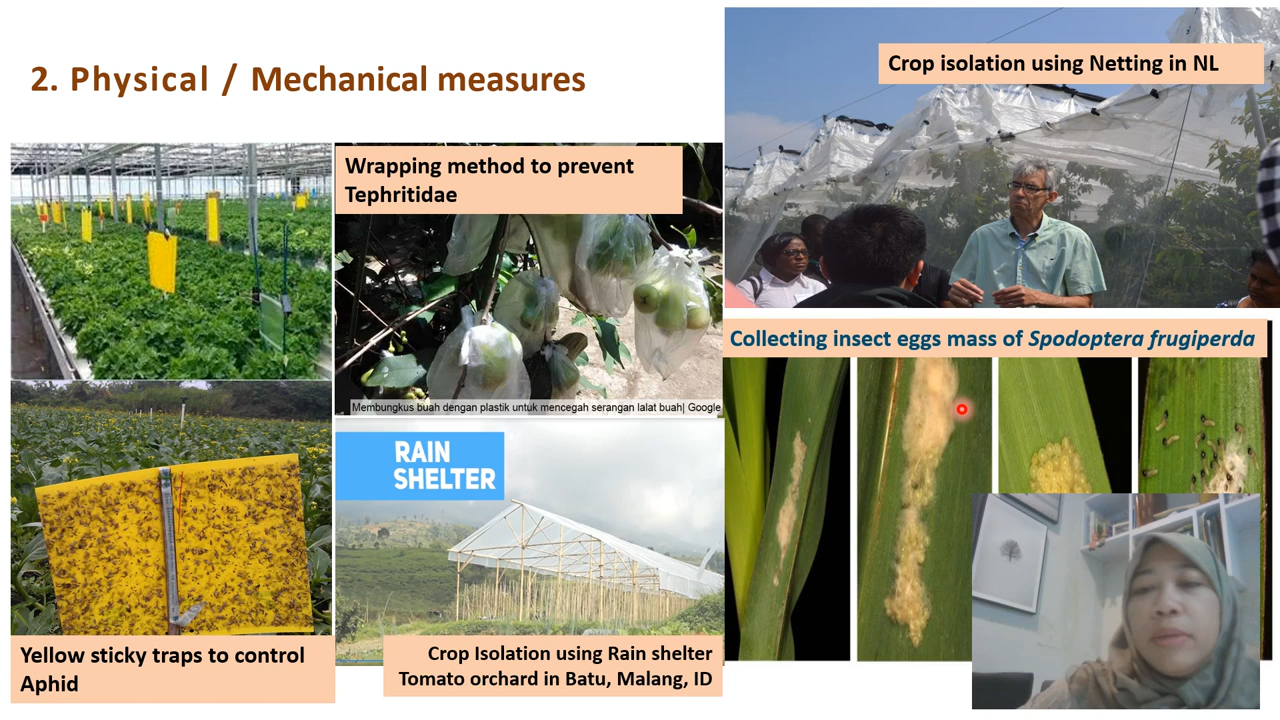 2. Physical / Mechanical measures
Crop isolation using Netting in NL
Wrapping method to prevent
Tephritidae
Membungkus buah dengan plastik untuk mencegah serangan lalat buah| Google
Collecting insect eggs mass of Spodoptera frugiperda
RAIN
SHELTER
Yellow sticky traps to control
Aphid
Crop Isolation using Rain shelter
Tomato orchard in Batu, Malang, ID